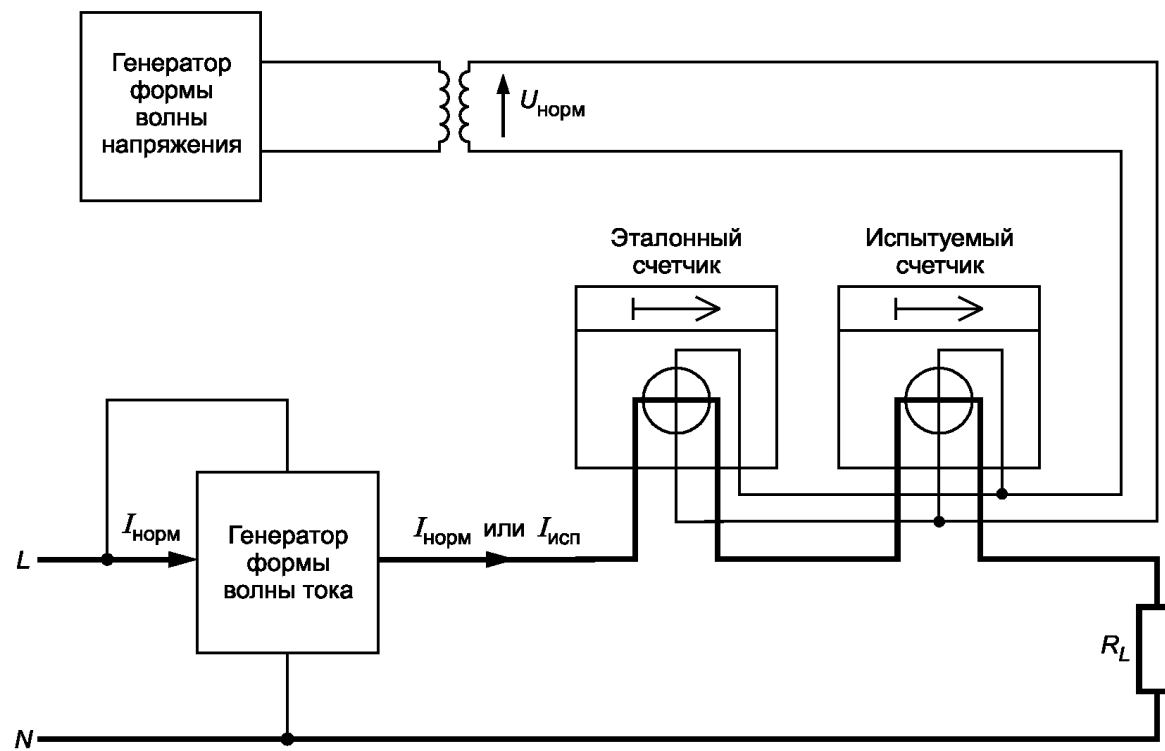 Генератор
формы
волны
напряжения
Uнорм
Эталонный
счетчик
Испытуемый
счетчик
L
Iнорм
Генератор
формы
волны тока
Iнорм или Iисп
RL
N